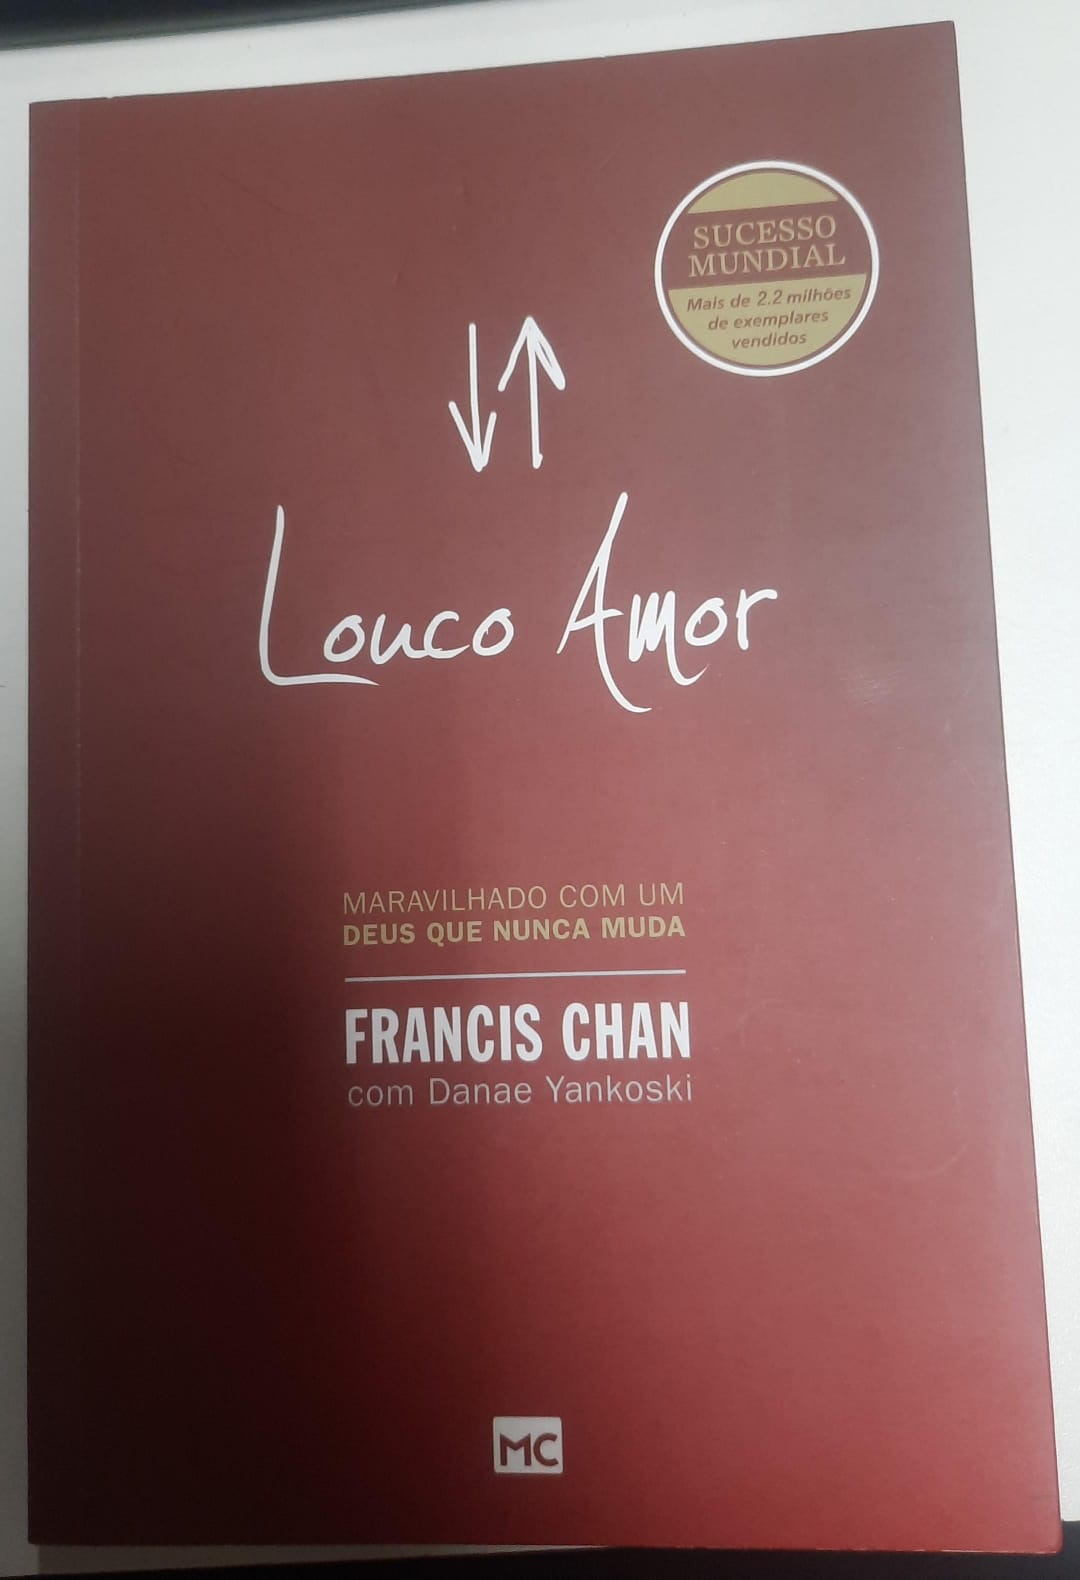 SUCESSO
MUNDIAL
Mais de 2.2 milhões
de exemplares
vendidos
Louco Amor
MARAVILHADO COM UM
DEUS QUE NUNCA MUDA
FRANCIS CHAN
com Danae Yankoski
MC